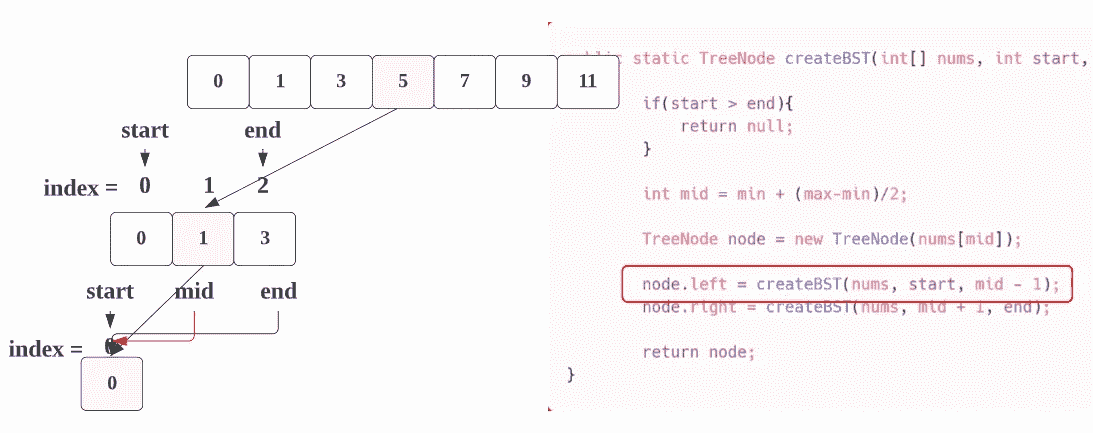 0 1 3 5 7 9 11
start end
index = 0 1 2
0 1 3
start mid end
index =
0
static TreeNode createBST(int[] nums, int start,
if(start > end){
return null;
}
int mid = min + (max-min)/2;
TreeNode node = new TreeNode(nums[mid]);
node.left = createBST(nums, start, mid - 1);
node.right = createBST(nums, mid + 1, end);
return node;
}